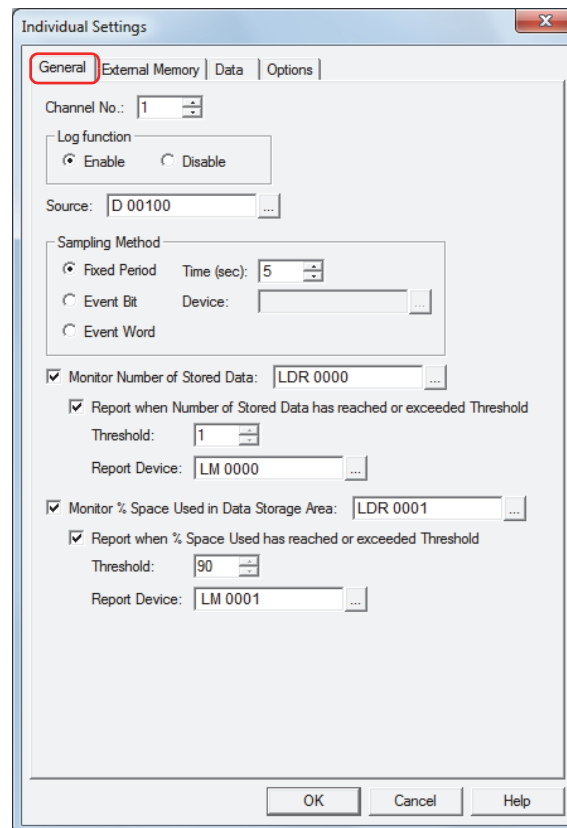 Individual Settings
General External Memory Data Options
Channel No.: 1
Log function
Enable Disable
Source: D 00100 ...
Sampling Method
Fixed Period Time (sec): 5
Event Bit Device: ...
Event Word
Monitor Number of Stored Data: LDR 0000 ...
Report when Number of Stored Data has reached or exceeded Threshold
Threshold: 1
Report Device: LM 0000 ...
Monitor % Space Used in Data Storage Area: LDR 0001 ...
Report when % Space Used has reached or exceeded Threshold
Threshold: 90
Report Device: LM 0001 ...
OK Cancel Help